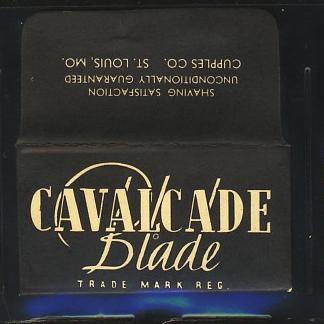 SHAVING SATISFACTION
UNCONDITIONALLY GUARANTEED
CUPPLES CO. ST. LOUIS, MO.
CAVALCADE
Blade
TRADE MARK REG.